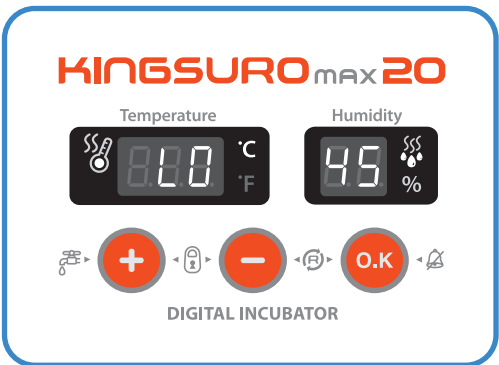 KINGSURO MAX 20
Temperature Humidity
LO °C °F 45 %
+ - O.K
DIGITAL INCUBATOR